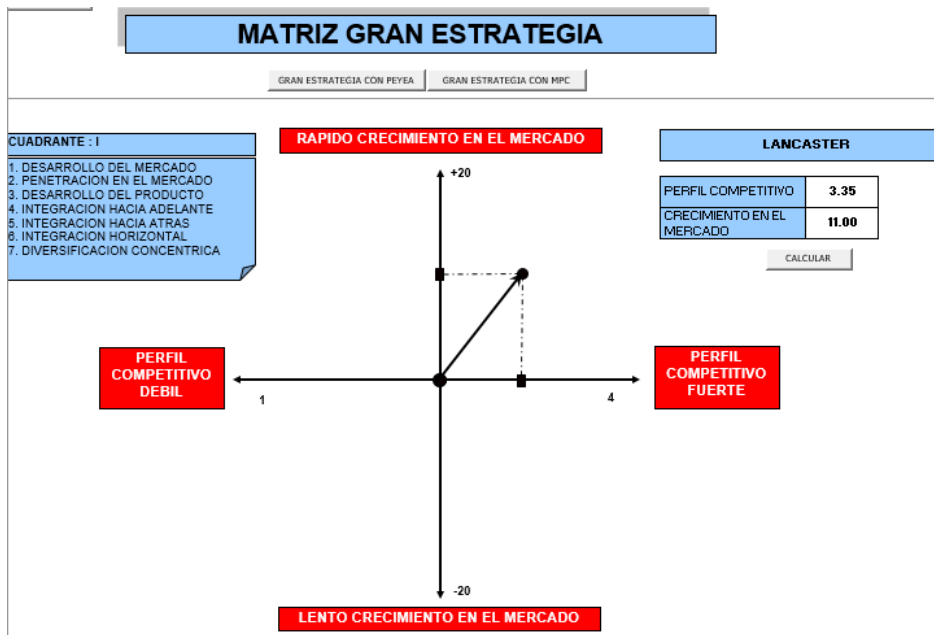 MATRIZ GRAN ESTRATEGIA
GRAN ESTRATEGIA CON PEYEA
GRAN ESTRATEGIA CON MPC
CUADRANTE : I
1. DESARROLLO DEL MERCADO
2. PENETRACION EN EL MERCADO
3. DESARROLLO DEL PRODUCTO
4. INTEGRACION HACIA ADELANTE
5. INTEGRACION HACIA ATRAS
6. INTEGRACION HORIZONTAL
7. DIVERSIFICACION CONCENTRICA
RAPIDO CRECIMIENTO EN EL MERCADO
+20
LANCASTER
PERFIL COMPETITIVO 3.35
CRECIMIENTO EN EL
MERCADO 11.00
CALCULAR
PERFIL
COMPETITIVO
DEBIL
1
4
PERFIL
COMPETITIVO
FUERTE
-20
LENTO CRECIMIENTO EN EL MERCADO